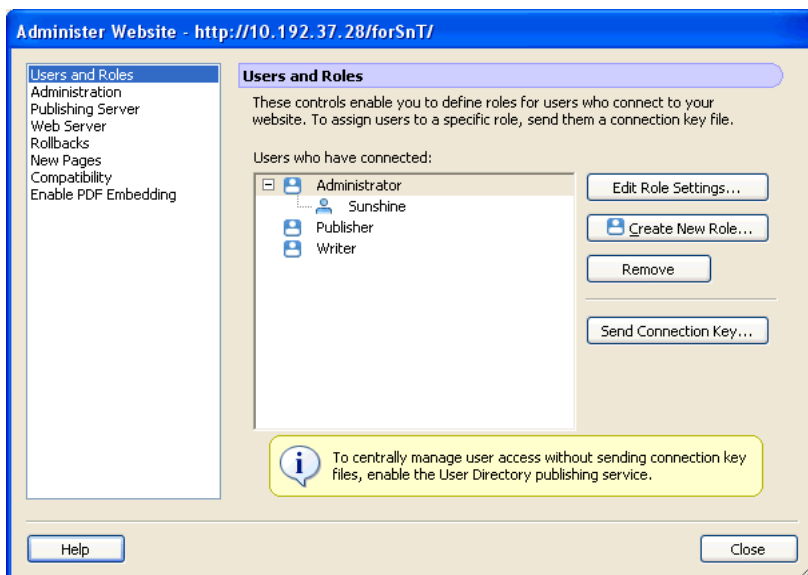 Administer Website - http://10.192.37.28/forSnT/
Users and Roles
Administration
Publishing Server
Web Server
Rollbacks
New Pages
Compatibility
Enable PDF Embedding
Users and Roles
These controls enable you to define roles for users who connect to your
website. To assign users to a specific role, send them a connection key file.
Users who have connected:
Administrator
Sunshine
Publisher
Writer
Edit Role Settings...
Create New Role...
Remove
Send Connection Key...
To centrally manage user access without sending connection key
files, enable the User Directory publishing service.
Help
Close